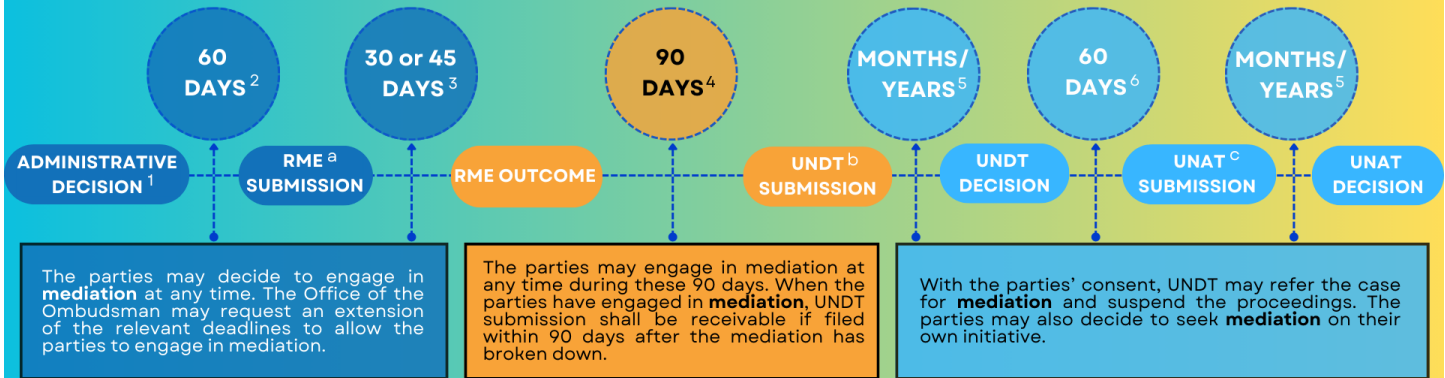 60
DAYS 2
30 or 45
DAYS 3
90
DAYS 4
MONTHS/
YEARS 5
60
DAYS 6
MONTHS/
YEARS 5
ADMINISTRATIVE
DECISION 1
RME a
SUBMISSION
RME OUTCOME
UNDT b
SUBMISSION
UNDT
DECISION
UNAT c
SUBMISSION
UNAT
DECISION
The parties may decide to engage in
mediation at any time. The Office of the
Ombudsman may request an extension
of the relevant deadlines to allow the
parties to engage in mediation.
The parties may engage in mediation at
any time during these 90 days. When the
parties have engaged in mediation, UNDT
submission shall be receivable if filed
within 90 days after the mediation has
broken down.
With the parties’ consent, UNDT may refer the case
for mediation and suspend the proceedings. The
parties may also decide to seek mediation on their
own initiative.